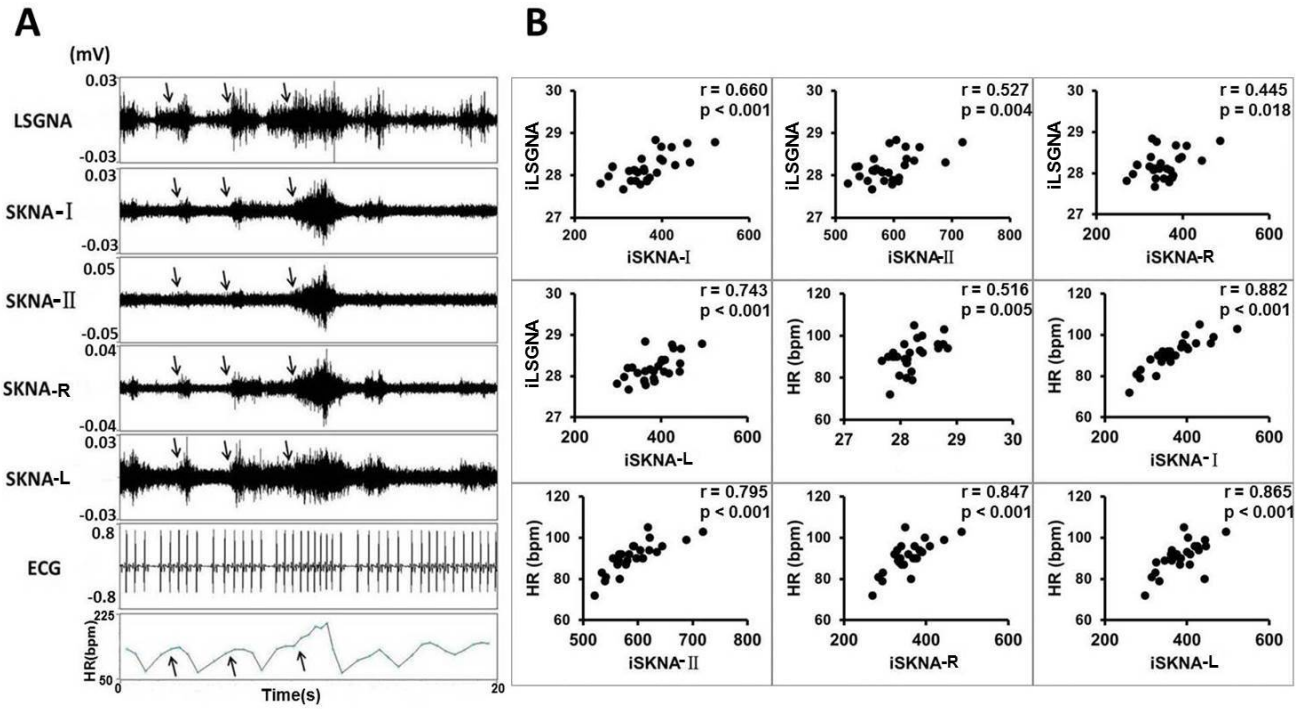 A
(mV)
0.03
LSGNA
-0.03
0.03
SKNA-Ⅰ
-0.03
0.05
SKNA-Ⅱ
-0.05
0.04
SKNA-R
-0.04
0.03
SKNA-L
-0.03
0.8
ECG
-0.8
225
HR(bpm)
50
0
Time(s)
20
B
r = 0.660
p < 0.001
30
29
28
27
iLSGNA
200
400
600
iSKNA-Ⅰ
r = 0.527
p = 0.004
30
29
28
27
iLSGNA
500
600
700
800
iSKNA-Ⅱ
r = 0.445
p = 0.018
30
29
28
27
iLSGNA
200
400
600
iSKNA-R
r = 0.743
p < 0.001
30
29
28
27
iLSGNA
200
400
600
iSKNA-L
r = 0.516
p = 0.005
120
100
80
60
HR (bpm)
27
28
29
30
r = 0.882
p < 0.001
120
100
80
60
HR (bpm)
200
400
600
iSKNA-Ⅰ
r = 0.795
p < 0.001
120
100
80
60
HR (bpm)
500
600
700
800
iSKNA-Ⅱ
r = 0.847
p < 0.001
120
100
80
60
HR (bpm)
200
400
600
iSKNA-R
r = 0.865
p < 0.001
120
100
80
60
HR (bpm)
200
400
600
iSKNA-L